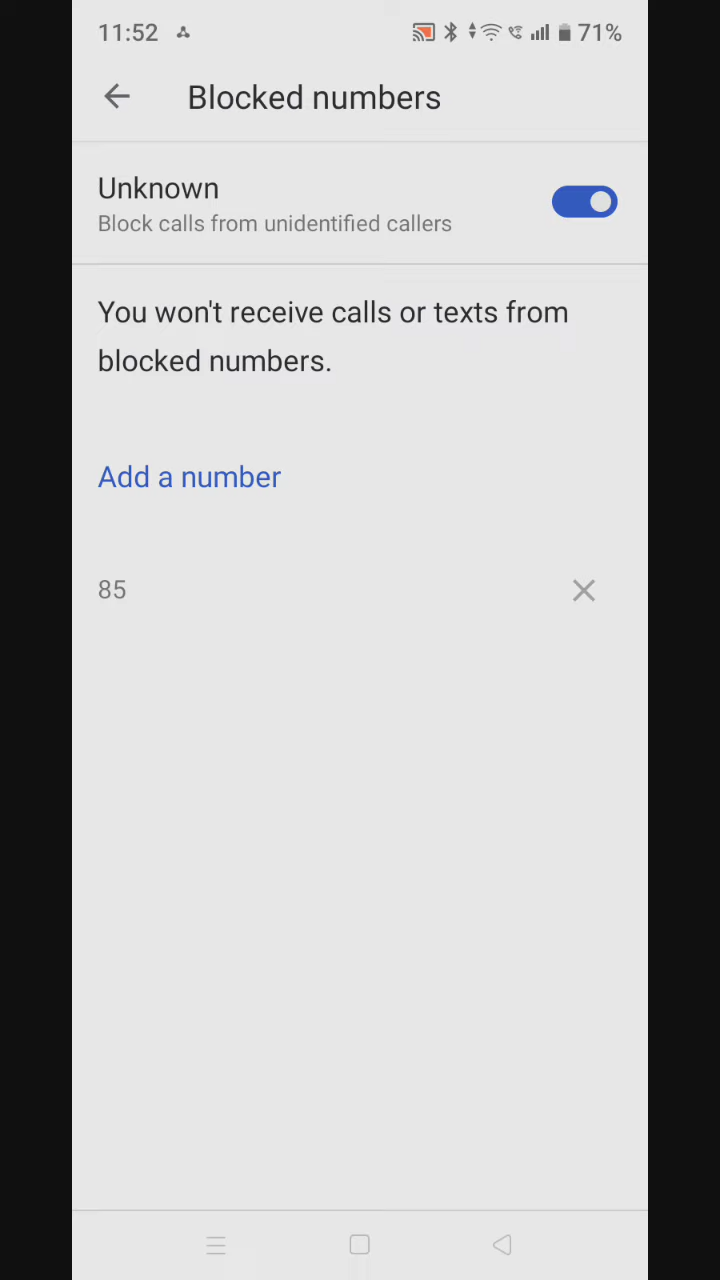 11:52 71%
Blocked numbers
Unknown
Block calls from unidentified callers
You won't receive calls or texts from
blocked numbers.
Add a number
85